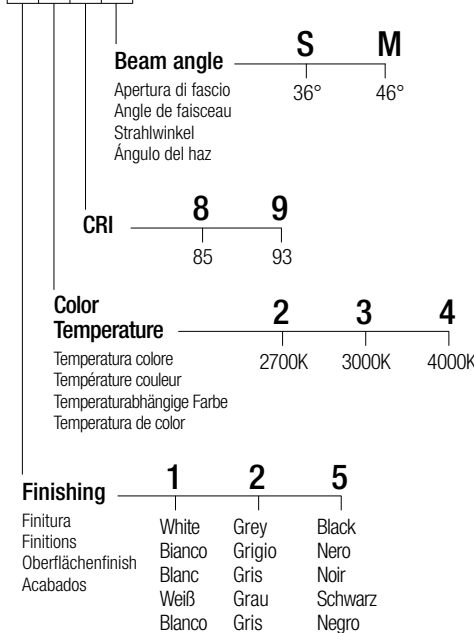 S M
Beam angle
36° 46°
Apertura di fascio
Angle de faisceau
Strahlwinkel
Ángulo del haz
8 9
CRI
85 93
Color
Temperature
2 3 4
2700K 3000K 4000K
Temperatura colore
Température couleur
Temperaturabhängige Farbe
Temperatura de color
1 2 5
Finishing
Finitura
Finitions
Oberflächenfinish
Acabados
White Grey Black
Bianco Grigio Nero
Blanc Gris Noir
Weiß Grau Schwarz
Blanco Gris Negro